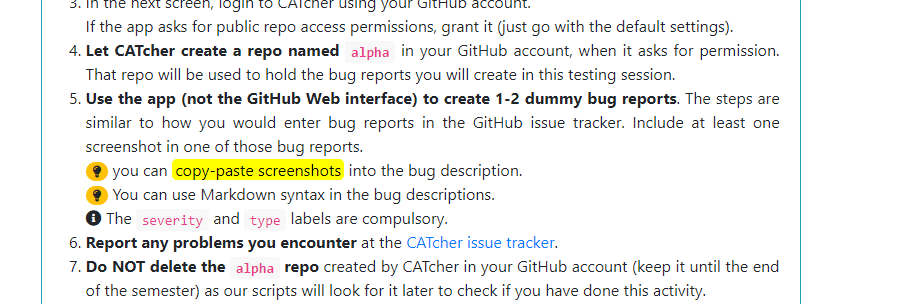 3. In the next screen, login to CATcher using your GitHub account.
If the app asks for public repo access permissions, grant it (just go with the default settings).
4. Let CATcher create a repo named alpha in your GitHub account, when it asks for permission.
That repo will be used to hold the bug reports you will create in this testing session.
5. Use the app (not the GitHub Web interface) to create 1-2 dummy bug reports. The steps are
similar to how you would enter bug reports in the GitHub issue tracker. Include at least one
screenshot in one of those bug reports.
you can copy-paste screenshots into the bug description.
You can use Markdown syntax in the bug descriptions.
The severity and type labels are compulsory.
6. Report any problems you encounter at the CATcher issue tracker.
7. Do NOT delete the alpha repo created by CATcher in your GitHub account (keep it until the end
of the semester) as our scripts will look for it later to check if you have done this activity.